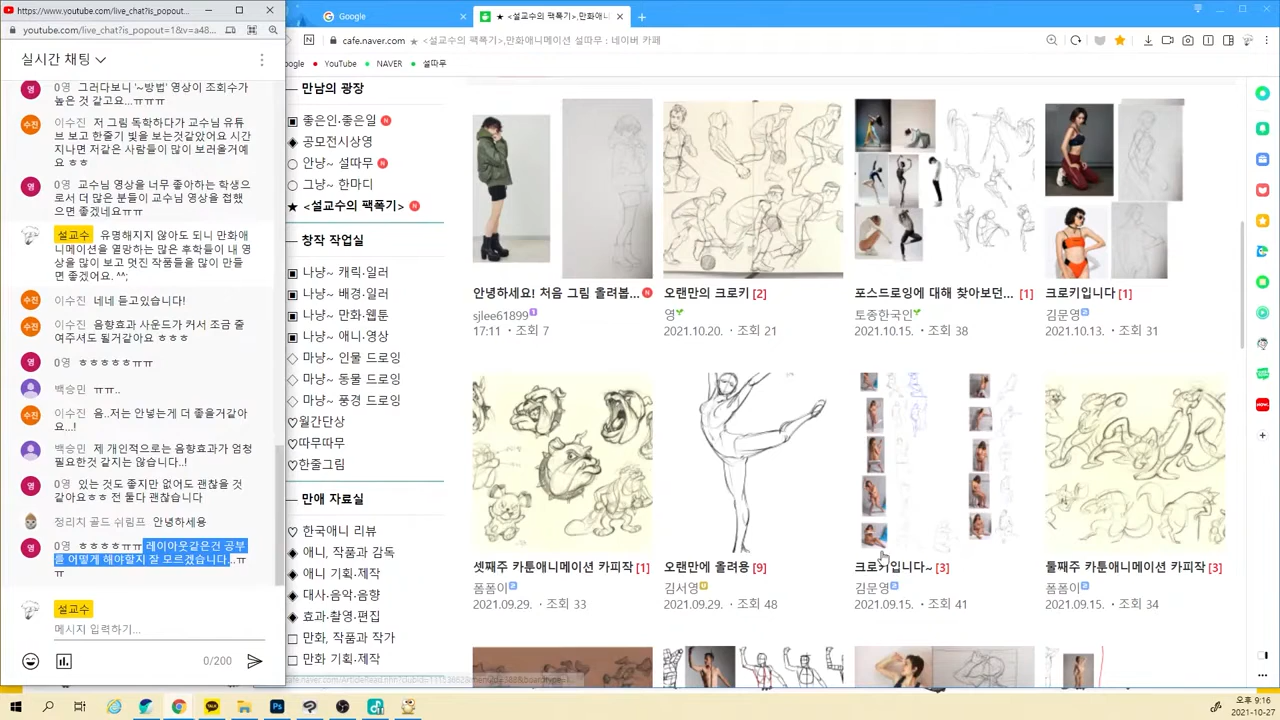 https://www.youtube.com/live_chat?is_popout...
youtube.com/live_chat?is_popup=1&v=a48...
실시간 채팅
0영 그러다보니 '~방법' 영상이 조회수가
높은 것 같고요...ㅠㅠㅠ
이수진 저 그림 독학하다가 교수님 유튜
브 보고 한줄기 빛을 보는것같았어요 시간
지나면 저같은 사람들이 많이 보러올거예
요 ㅎㅎ
0영 교수님 영상을 너무 좋아하는 학생으
로서 더 많은 분들이 교수님 영상을 접했
으면 좋겠네요ㅠㅠ
설교수 유명해지지 않아도 되니 만화애
니메이션을 열망하는 많은 후학들이 내 영
상을 많이 보고 멋진 작품들을 많이 만들
면 좋겠어요. ^^;
이수진 네네 듣고있습니다!
이수진 음향효과 사운드가 커서 조금 줄
여주셔도 될거같아요 ㅎㅎㅎ
0영 ㅎㅎㅎㅎㅎㅠㅠ
백승민 ㅠㅠ..
이수진 음..저는 안넣는게 더 좋을거같아
요...!
백승민 제 개인적으로는 음향효과가 엄청
필요한것 같지는 않습니다..!
0영 있는 것도 좋지만 없어도 괜찮을 것
같아요ㅎㅎ 전 둘다 괜찮습니다
정리치 골드 쉬림프 안녕하세용
0영 ㅎㅎㅎㅎㅠㅠ 레이아웃같은건 공부
를 어떻게 해야할지 잘 모르겠습니다..ㅠ
ㅠ
설교수
메시지 입력하기...
0/200
Google
★ <설교수의 팩폭기>,만화애니
cafe.naver.com ★ <설교수의 팩폭기>,만화애니메이션 설따무 : 네이버 카페
ogle
YouTube
NAVER
설따무
— 만남의 광장
▣ 좋은인·좋은일 N
◆ 공모전시상영
○ 안냥~ 설따무 N
○ 그냥~ 한마디
★ <설교수의 팩폭기> N
— 창작 작업실
▣ 나냥~ 캐릭·일러
▣ 나냥~ 배경·일러
▣ 나냥~ 만화·웹툰
▣ 나냥~ 애니·영상
◇ 마냥~ 인물 드로잉
◇ 마냥~ 동물 드로잉
◇ 마냥~ 풍경 드로잉
♡월간단상
♡따무따무
♡한줄그림
— 만애 자료실
♡ 한국애니 리뷰
◆ 애니, 작품과 감독
◆ 애니 기획·제작
◆ 대사·음악·음향
◆ 효과·촬영·편집
□ 만화, 작품과 작가
□ 만화 기획·제작
안녕하세요! 처음 그림 올려봅... N
sjlee61899
17:11 · 조회 7
오랜만의 크로키 [2]
영
2021.10.20. · 조회 21
포스드로잉에 대해 찾아보던... [1]
토종한국인
2021.10.15. · 조회 38
크로키입니다 [1]
김문영
2021.10.13. · 조회 31
셋째주 카툰애니메이션 카피작 [1]
폼폼이
2021.09.29. · 조회 33
오랜만에 올려용 [9]
김서영
2021.09.29. · 조회 48
크로키입니다~ [3]
김문영
2021.09.15. · 조회 41
둘째주 카툰애니메이션 카피작 [3]
폼폼이
2021.09.15. · 조회 34
오후 9:16
2021-10-27